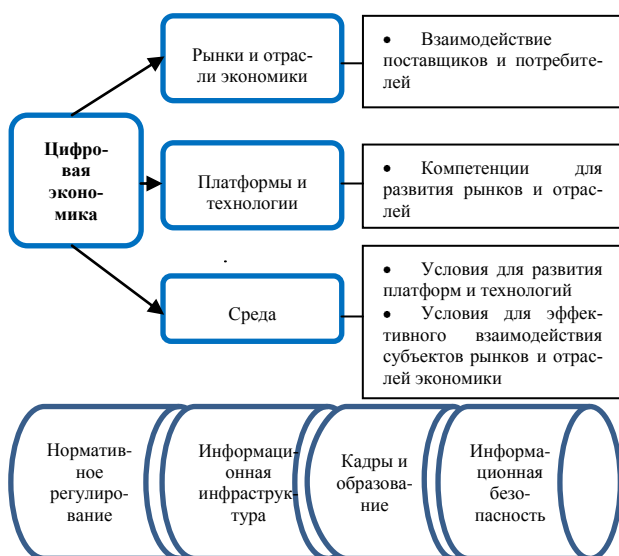 Рынки и отрас-
ли экономики
• Взаимодействие
поставщиков и потребите-
лей
Цифро-
вая
эконо-
мика
Платформы и
технологии
• Компетенции для
развития рынков и отрас-
лей
Среда
• Условия для развития
платформ и технологий
• Условия для эффек-
тивного взаимодействия
субъектов рынков и отрас-
лей экономики
Норматив-
ное
регулиро-
вание
Информаци-
онная
инфраструк-
тура
Кадры и
образова-
ние
Информа-
ционная
безо-
пасность